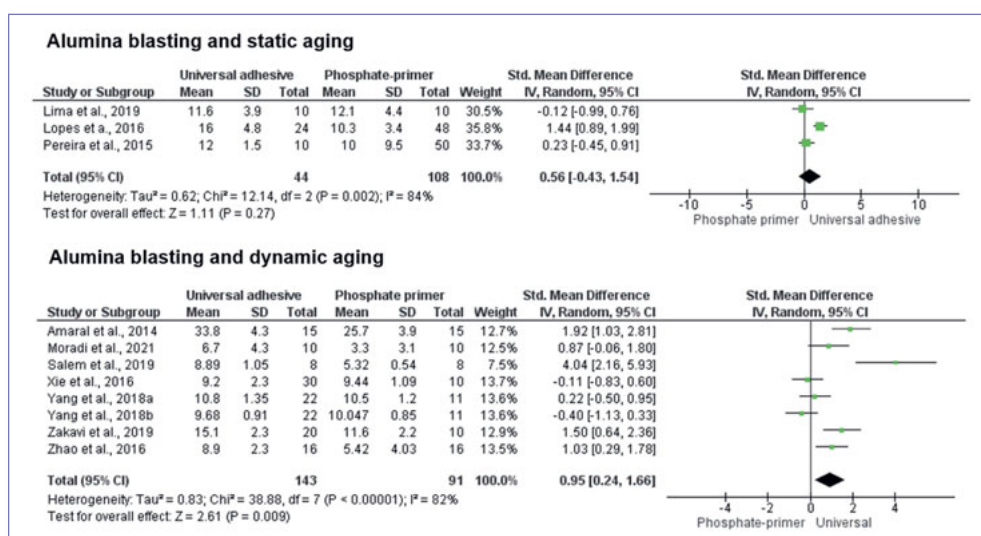 Alumina blasting and static aging
Universal adhesive Phosphate-primer Std. Mean Difference Std. Mean Difference
Study or Subgroup Mean SD Total Mean SD Total Weight IV, Random, 95% CI IV, Random, 95% CI
Lima et al., 2019 11.6 3.9 10 12.1 4.4 10 30.5% -0.12 [-0.99, 0.76]
Lopes et a., 2016 16 4.8 24 10.3 3.4 48 35.8% 1.44 [0.89, 1.99]
Pereira et al., 2015 12 1.5 10 10 9.5 50 33.7% 0.23 [-0.45, 0.91]
Total (95% CI) 44 108 100.0% 0.56 [-0.43, 1.54]
Heterogeneity: Tau² = 0.62; Chi² = 12.14, df = 2 (P = 0.002); I² = 84%
Test for overall effect: Z = 1.11 (P = 0.27)
-10 -5 0 5 10
Phosphate primer Universal adhesive
Alumina blasting and dynamic aging
Universal adhesive Phosphate primer Std. Mean Difference Std. Mean Difference
Study or Subgroup Mean SD Total Mean SD Total Weight IV, Random, 95% CI IV, Random, 95% CI
Amaral et al., 2014 33.8 4.3 15 25.7 3.9 15 12.7% 1.92 [1.03, 2.81]
Moradi et al., 2021 6.7 4.3 10 3.3 3.1 10 12.5% 0.87 [-0.06, 1.80]
Salem et al., 2019 8.89 1.05 8 5.32 0.54 8 7.5% 4.04 [2.16, 5.93]
Xie et al., 2016 9.2 2.3 30 9.44 1.09 10 13.6% -0.11 [-0.83, 0.60]
Yang et al., 2018a 10.8 1.35 22 10.5 1.2 11 13.6% 0.22 [-0.50, 0.95]
Yang et al., 2018b 9.68 0.91 22 10.047 0.85 11 13.6% -0.40 [-1.13, 0.33]
Zakavi et al., 2019 15.1 2.3 20 11.6 2.2 10 12.9% 1.50 [0.64, 2.36]
Zhao et al., 2016 8.9 2.3 16 5.42 4.03 16 13.5% 1.03 [0.29, 1.78]
Total (95% CI) 143 91 100.0% 0.95 [0.24, 1.66]
Heterogeneity: Tau² = 0.83; Chi² = 38.88, df = 7 (P < 0.00001); I² = 82%
Test for overall effect: Z = 2.61 (P = 0.009)
-4 -2 0 2 4
Phosphate-primer Universal